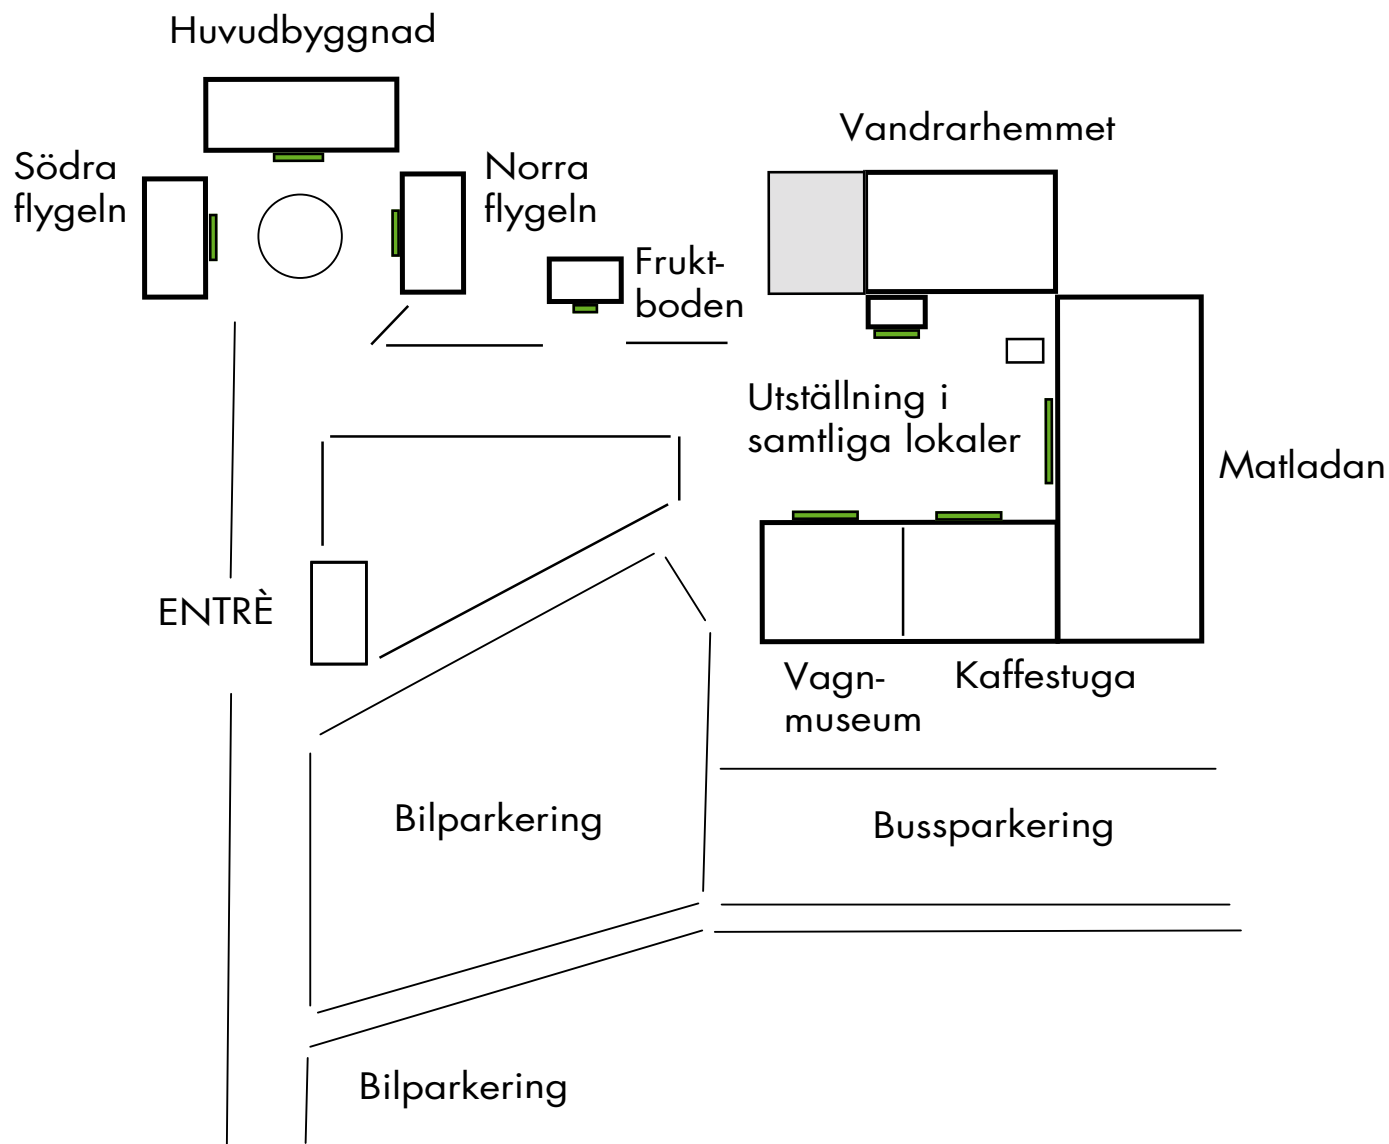 Huvudbyggnad
Vandrarhemmet
Södra
flygeln
Norra
flygeln
Frukt-
boden
Utställning i
samtliga lokaler
Matladan
ENTRÈ
Vagn-
museum
Kaffestuga
Bilparkering
Bussparkering
Bilparkering